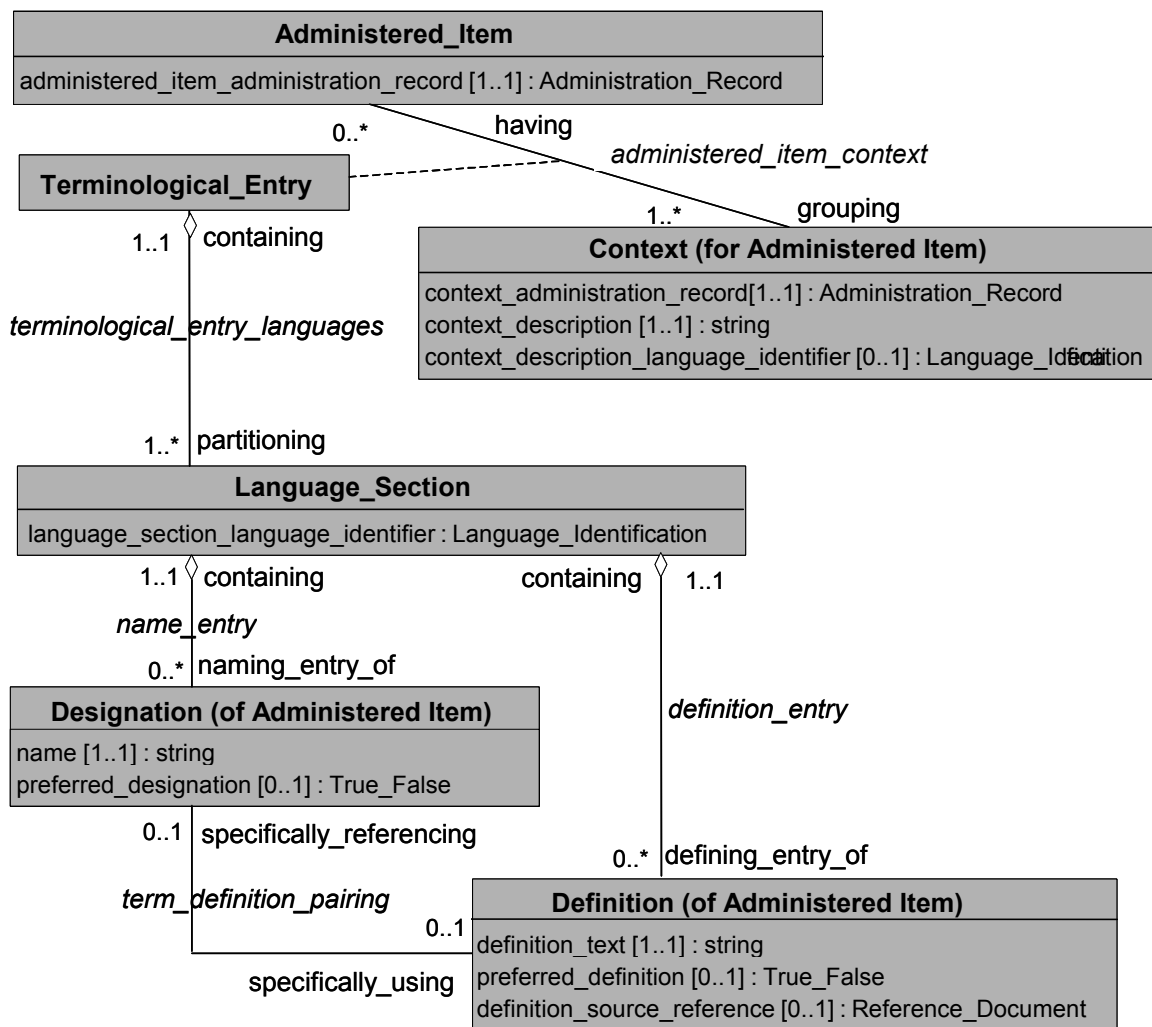 Administered_Item
administered_item_administration_record [1..1] : Administration_Record
0..*
having
administered_item_context
Terminological_Entry
1..*
grouping
1..1
containing
Context (for Administered Item)
context_administration_record[1..1] : Administration_Record
context_description [1..1] : string
context_description_language_identifier [0..1] : Language_Identification
terminological_entry_languages
1..*
partitioning
Language_Section
language_section_language_identifier : Language_Identification
1..1
containing
containing
1..1
name_entry
0..*
naming_entry_of
Designation (of Administered Item)
name [1..1] : string
preferred_designation [0..1] : True_False
definition_entry
0..1
specifically_referencing
0..*
defining_entry_of
term_definition_pairing
0..1
specifically_using
Definition (of Administered Item)
definition_text [1..1] : string
preferred_definition [0..1] : True_False
definition_source_reference [0..1] : Reference_Document